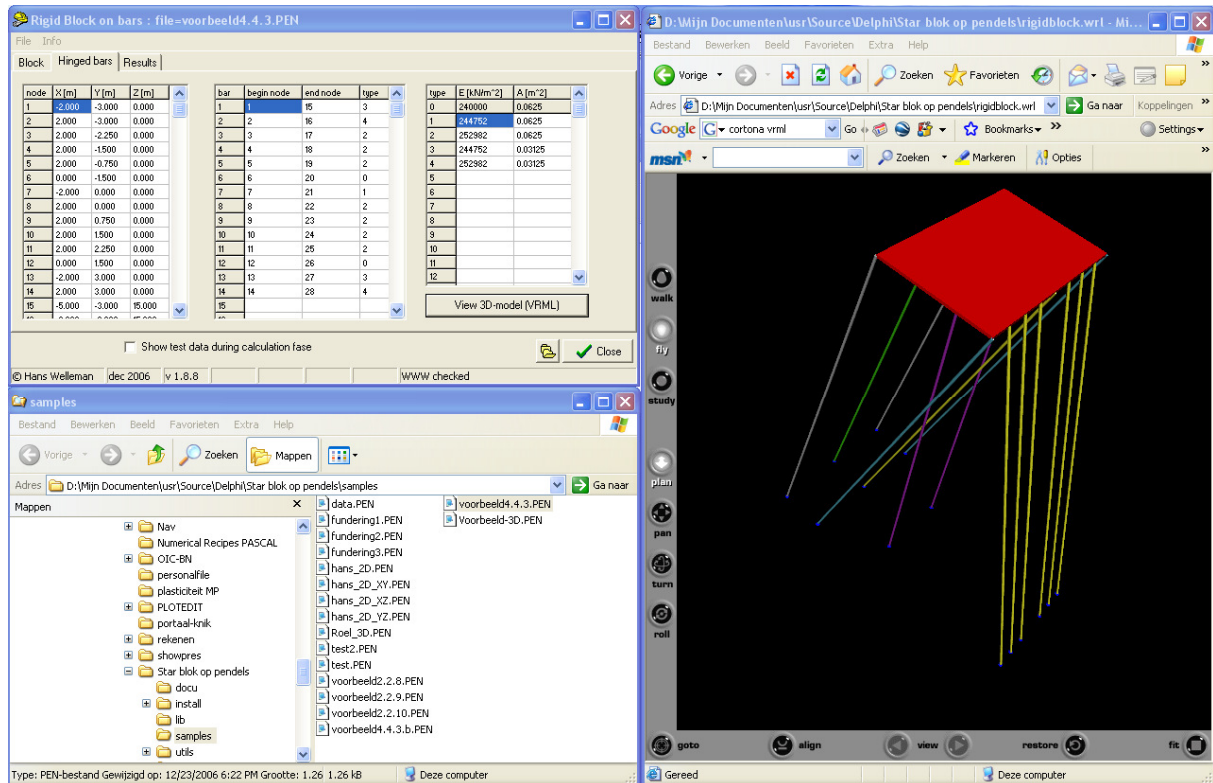 Rigid Block on bars : file=voorbeeld4.4.3.PEN
File Info
Block Hinged bars Results
node X [m] Y [m] Z [m]
1 -2.000 -3.000 0.000
2 2.000 -3.000 0.000
3 2.000 -2.250 0.000
4 2.000 -1.500 0.000
5 2.000 -0.750 0.000
6 0.000 -1.500 0.000
7 -2.000 0.000 0.000
8 2.000 0.000 0.000
9 2.000 0.750 0.000
10 2.000 1.500 0.000
11 2.000 2.250 0.000
12 0.000 1.500 0.000
13 -2.000 3.000 0.000
14 2.000 3.000 0.000
15 -5.000 -3.000 15.000
bar begin node end node type
1 1 15 3
2 2 16 4
3 3 17 2
4 4 18 2
5 5 19 2
6 6 20 0
7 7 21 1
8 8 22 2
9 9 23 2
10 10 24 2
11 11 25 2
12 12 26 0
13 13 27 3
14 14 28 4
15
type E [kN/m^2] A [m^2]
0 240000 0.0625
1 244752 0.0625
2 252982 0.0625
3 244752 0.03125
4 252982 0.03125
5
6
7
8
9
10
11
12
View 3D-model (VRML)
Show test data during calculation fase
Close
© Hans Welleman dec 2006 v 1.8.8 WWW checked
samples
Bestand Bewerken Beeld Favorieten Extra Help
Vorige Zoeken Mappen
Adres D:\Mijn Documenten\usr\Source\Delphi\Star blok op pendels\samples Ga naar
Mappen x
Nav
Numerical Recipes PASCAL
OIC-BN
personalfile
plasticiteit MP
PLOTEDIT
portaal-knik
rekenen
showpres
Star blok op pendels
docu
install
lib
samples
utils
data.PEN
fundering1.PEN
fundering2.PEN
fundering3.PEN
hans_2D.PEN
hans_2D_XY.PEN
hans_2D_XZ.PEN
hans_2D_YZ.PEN
Roel_3D.PEN
test2.PEN
test.PEN
voorbeeld2.2.8.PEN
voorbeeld2.2.9.PEN
voorbeeld2.2.10.PEN
voorbeeld4.4.3.b.PEN
voorbeeld4.4.3.PEN
Voorbeeld-3D.PEN
Type: PEN-bestand Gewijzigd op: 12/23/2006 6:22 PM Grootte: 1.26 1.26 kB Deze computer
D:\Mijn Documenten\usr\Source\Delphi\Star blok op pendels\rigidblock.wrl - Mi...
Bestand Bewerken Beeld Favorieten Extra Help
Vorige Zoeken Favorieten
Adres D:\Mijn Documenten\usr\Source\Delphi\Star blok op pendels\rigidblock.wrl Ga naar Koppelingen »
Google G cortona vrml Go Bookmarks » Settings
msn Zoeken Markeren Opties »
walk
fly
study
plan
pan
turn
roll
goto align view restore fit
Gereed Deze computer